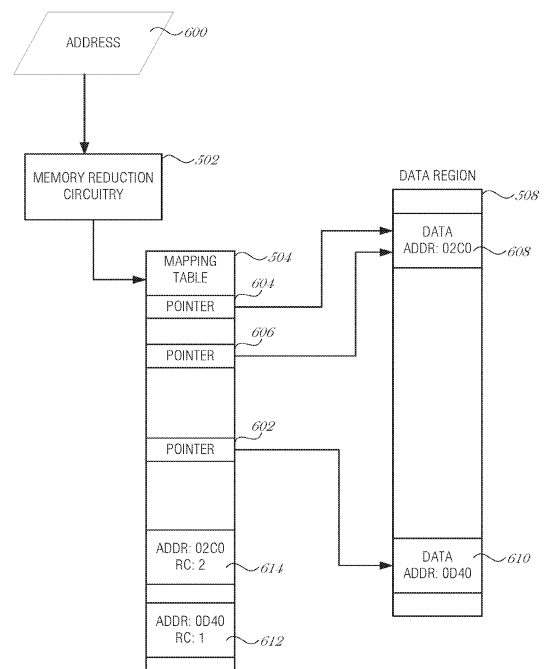 ADDRESS
600
MEMORY REDUCTION
CIRCUITRY
502
DATA REGION
508
DATA
ADDR: 02C0
608
MAPPING
TABLE
504
POINTER
604
POINTER
606
POINTER
602
ADDR: 02C0
RC: 2
614
DATA
ADDR: 0D40
610
ADDR: 0D40
RC: 1
612